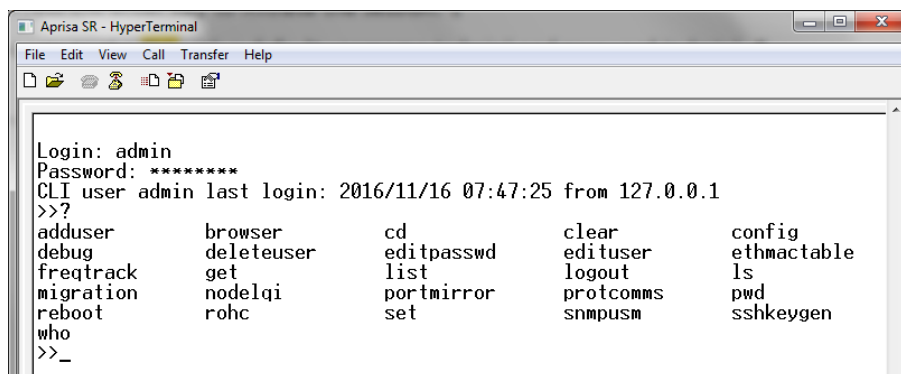 Aprisa SR - HyperTerminal
File Edit View Call Transfer Help
Login: admin
Password: ********
CLI user admin last login: 2016/11/16 07:47:25 from 127.0.0.1
>>?
adduser browser cd clear config
debug deleteuser editpasswd edituser ethmactable
freqtrack get list logout ls
migration nodelqi portmirror protcomms pwd
reboot rohc set snmpusm sshkeygen
who
>>_